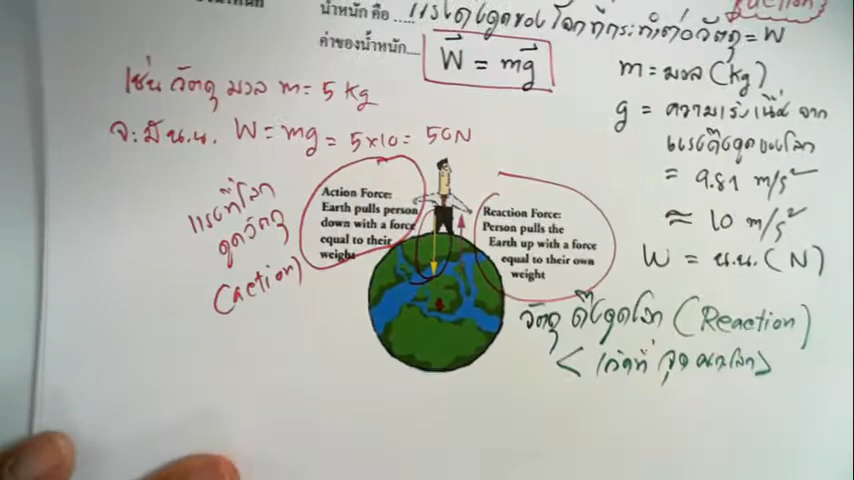 น้ำหนัก คือ ..... แรงดึงดูดของโลกที่กระทำต่อวัตถุ = W
ค่าของน้ำหนัก....
W = mg
เช่น วัตถุ มวล m = 5 kg
จะมี น.น. W = mg = 5x10 = 50N
m = มวล (kg)
g = ความเร่งเนื่องจาก
แรงดึงดูดของโลก
= 9.81 m/s²
≈ 10 m/s²
W = น.น. (N)
แรงที่โลก
ดูดวัตถุ
(action)
Action Force:
Earth pulls person
down with a force
equal to their
weight
Reaction Force:
Person pulls the
Earth up with a force
equal to their own
weight
วัตถุดึงดูดโลก (Reaction)